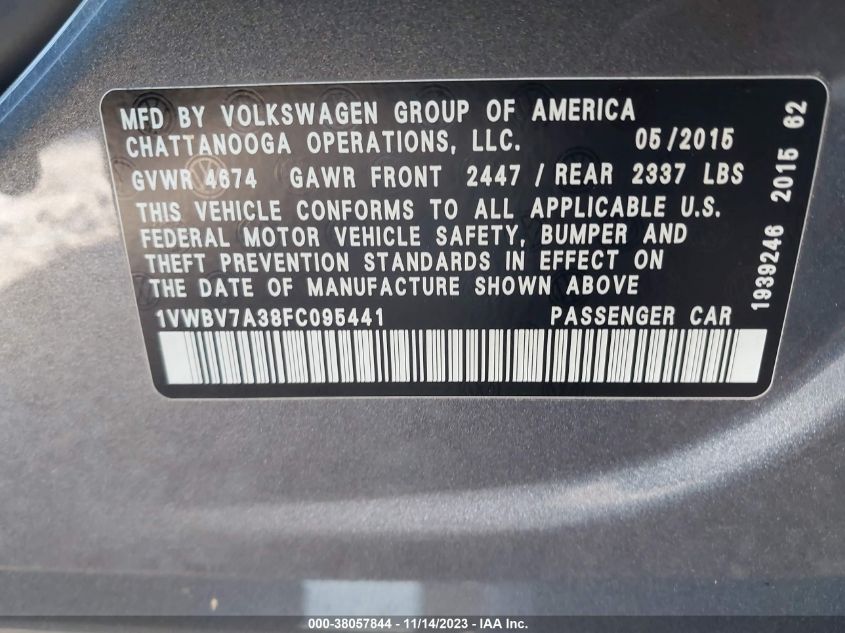 MFD BY VOLKSWAGEN GROUP OF AMERICA
CHATTANOOGA OPERATIONS, LLC. 05/2015
GVWR 4674 GAWR FRONT 2447 / REAR 2337 LBS
THIS VEHICLE CONFORMS TO ALL APPLICABLE U.S.
FEDERAL MOTOR VEHICLE SAFETY, BUMPER AND
THEFT PREVENTION STANDARDS IN EFFECT ON
THE DATE OF MANUFACTURE SHOWN ABOVE
1VWBV7A38FC095441 PASSENGER CAR
1939246 2015 62
000-38057844 — 11/14/2023 — IAA Inc.